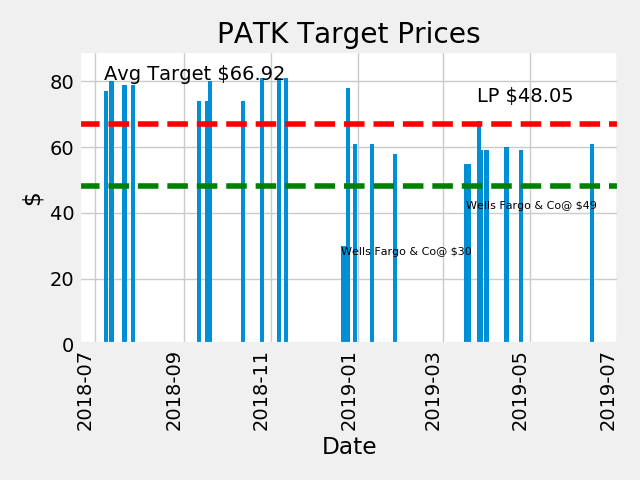 PATK Target Prices
Avg Target $66.92
LP $48.05
Wells Fargo & Co@ $49
Wells Fargo & Co@ $30
$
80
60
40
20
0
2018-07
2018-09
2018-11
2019-01
2019-03
2019-05
2019-07
Date